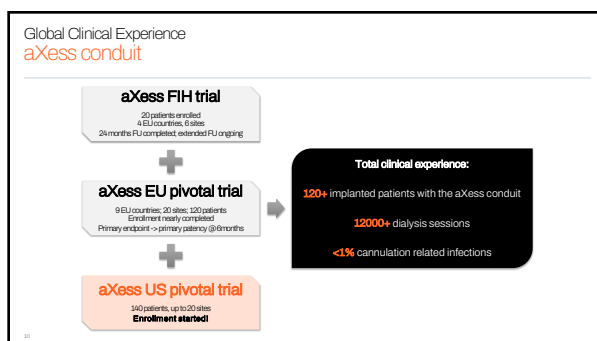 Global Clinical Experience
aXess conduit
aXess FIH trial
20 patients enrolled
4 EU countries, 6 sites
24 months FU completed; extended FU ongoing
aXess EU pivotal trial
9 EU countries; 20 sites; 120 patients
Enrollment nearly completed
Primary endpoint -> primary patency @ 6months
aXess US pivotal trial
140 patients, up to 20 sites
Enrollment started!
Total clinical experience:
120+ implanted patients with the aXess conduit
12000+ dialysis sessions
<1% cannulation related infections
10